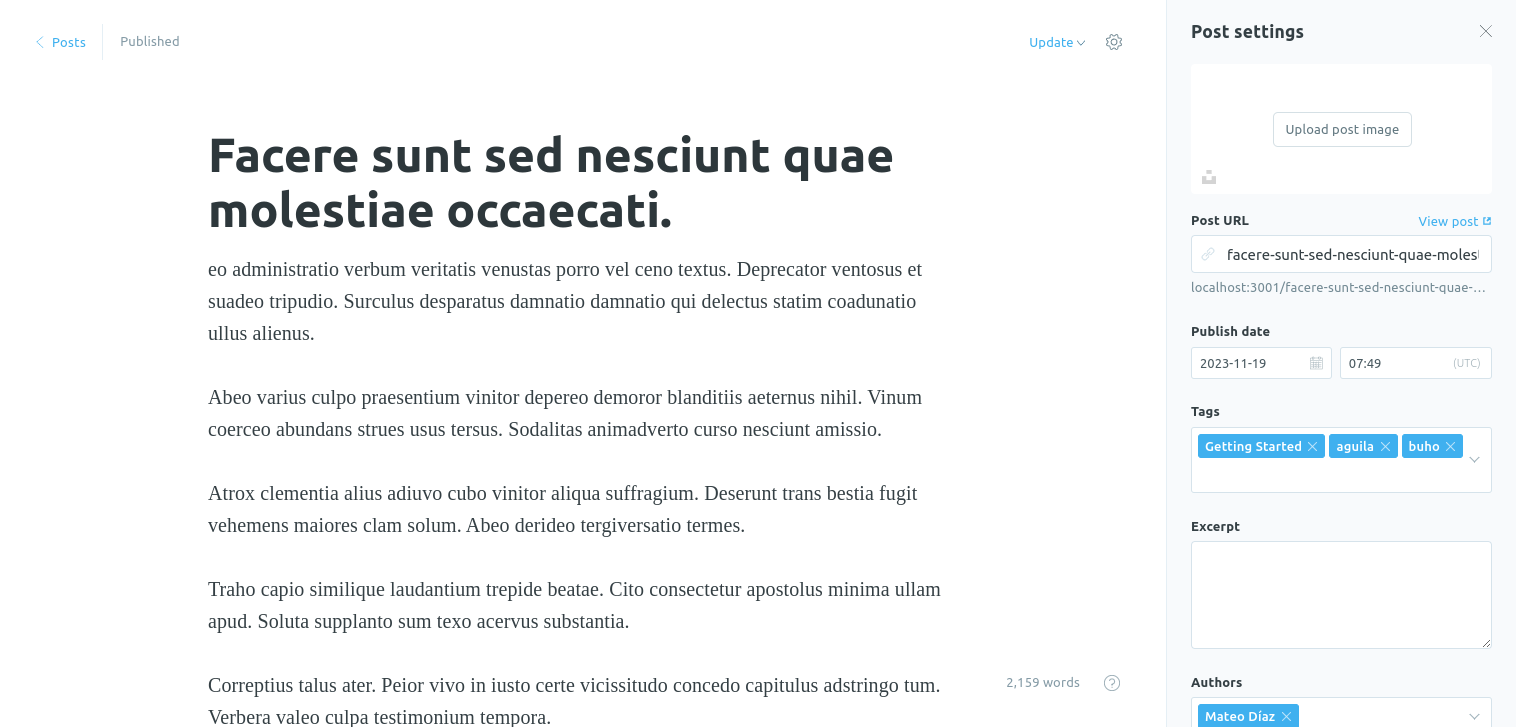 Posts
Published
Update
Facere sunt sed nesciunt quae
molestiae occaecati.
eo administratio verbum veritatis venustas porro vel ceno textus. Deprecator ventosus et
suadeo tripudio. Surculus desparatus damnatio damnatio qui delectus statim coadunatio
ullus alienus.
Abeo varius culpo praesentium vinitor depereo demoror blanditiis aeternus nihil. Vinum
coerceo abundans strues usus tersus. Sodalitas animadverto curso nesciunt amissio.
Atrox clementia alius adiuvo cubo vinitor aliqua suffragium. Deserunt trans bestia fugit
vehemens maiores clam solum. Abeo derideo tergiversatio termes.
Traho capio similique laudantium trepide beatae. Cito consectetur apostolus minima ullam
apud. Soluta supplanto sum texo acervus substantia.
Correptius talus ater. Peior vivo in iusto certe vicissitudo concedo capitulus adstringo tum.
Verbera valeo culpa testimonium tempora.
2,159 words
Post settings
Upload post image
Post URL
View post
facere-sunt-sed-nesciunt-quae-molest
localhost:3001/facere-sunt-sed-nesciunt-quae-...
Publish date
2023-11-19
07:49
(UTC)
Tags
Getting Started
aguila
buho
Excerpt
Authors
Mateo Díaz